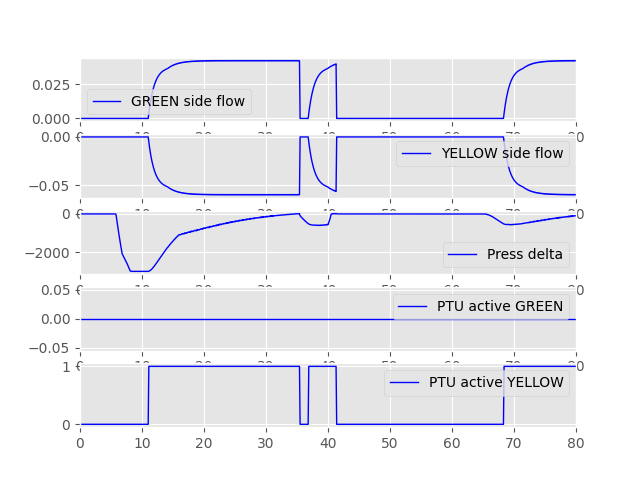 0.025
0.000
GREEN side flow
0.00
−0.05
YELLOW side flow
0
−2000
Press delta
0.05
0.00
−0.05
PTU active GREEN
1
0
PTU active YELLOW
0 10 20 30 40 50 60 70 80